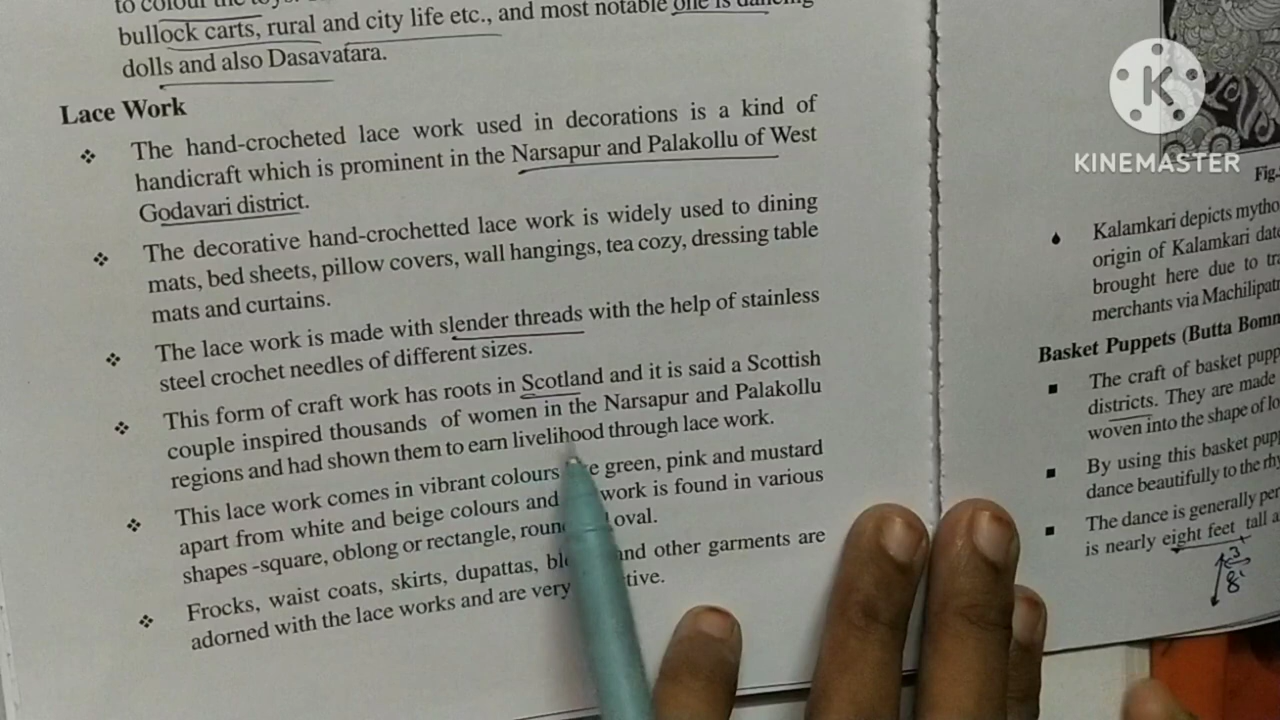 to colour the toys.
bullock carts, rural and city life etc., and most notable one is dancing
dolls and also Dasavatara.
Lace Work
❖ The hand-crocheted lace work used in decorations is a kind of
handicraft which is prominent in the Narsapur and Palakollu of West
Godavari district.
❖ The decorative hand-crochetted lace work is widely used to dining
mats, bed sheets, pillow covers, wall hangings, tea cozy, dressing table
mats and curtains.
❖ The lace work is made with slender threads with the help of stainless
steel crochet needles of different sizes.
❖ This form of craft work has roots in Scotland and it is said a Scottish
couple inspired thousands of women in the Narsapur and Palakollu
regions and had shown them to earn livelihood through lace work.
❖ This lace work comes in vibrant colours green, pink and mustard
apart from white and beige colours and work is found in various
shapes -square, oblong or rectangle, round oval.
❖ Frocks, waist coats, skirts, dupattas, and other garments are
adorned with the lace works and are very
KINEMASTER
Fig.
Kalamkari depicts mytho
origin of Kalamkari date
brought here due to tra
merchants via Machilipatn
Basket Puppets (Butta Bomm
■ The craft of basket pupp
districts. They are made
woven into the shape of lo
■ By using this basket pup
dance beautifully to the rhy
■ The dance is generally per
is nearly eight feet tall a
3
8'